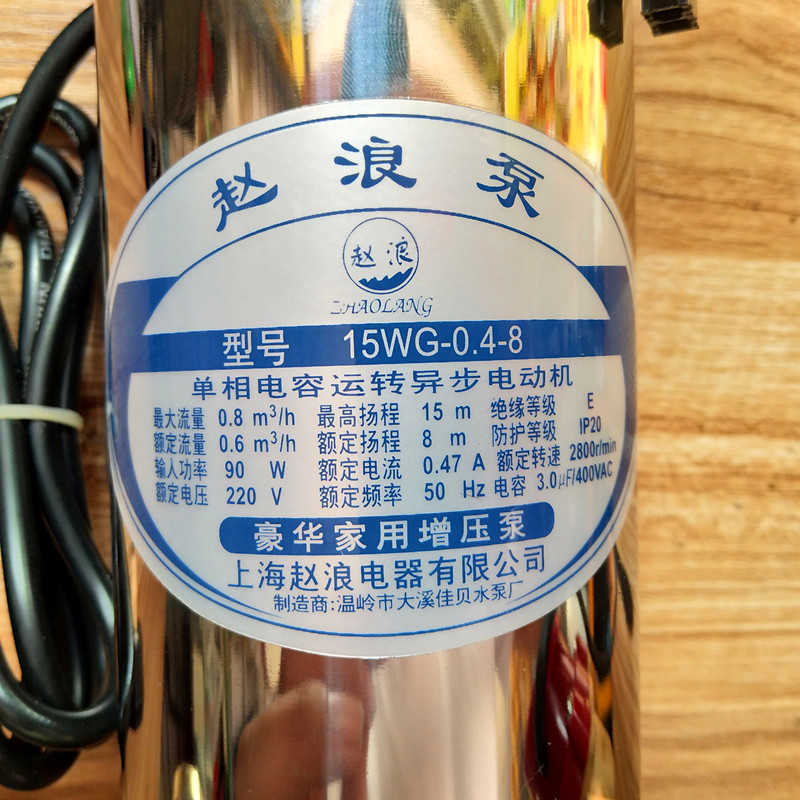 赵浪泵
赵浪
ZHAOLANG
型号 15WG-0.4-8
单相电容运转异步电动机
最大流量 0.8 m³/h 最高扬程 15 m 绝缘等级 E
额定流量 0.6 m³/h 额定扬程 8 m 防护等级 IP20
输人功率 90 W 额定电流 0.47 A 额定转速 2800r/min
额定电压 220 V 额定频率 50 Hz 电容 3.0μF/400VAC
豪华家用增压泵
上海赵浪电器有限公司
制造商:温岭市大溪佳贝水泵厂